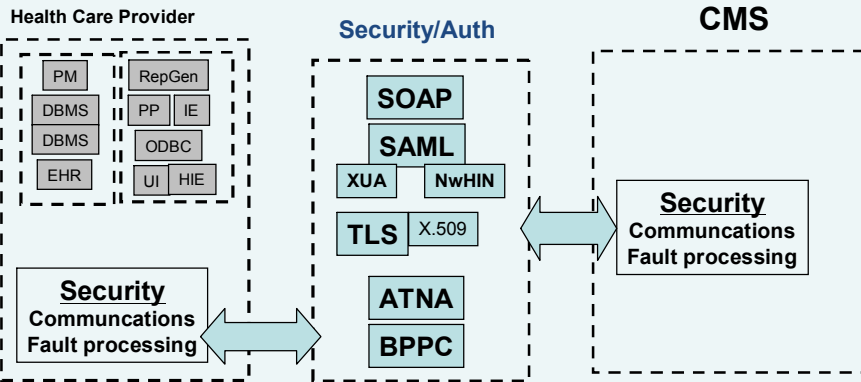 Health Care Provider
PM
DBMS
DBMS
EHR
RepGen
PP
IE
ODBC
UI
HIE
Security
Communcations
Fault processing
Security/Auth
SOAP
SAML
XUA
NwHIN
TLS
X.509
ATNA
BPPC
CMS
Security
Communcations
Fault processing